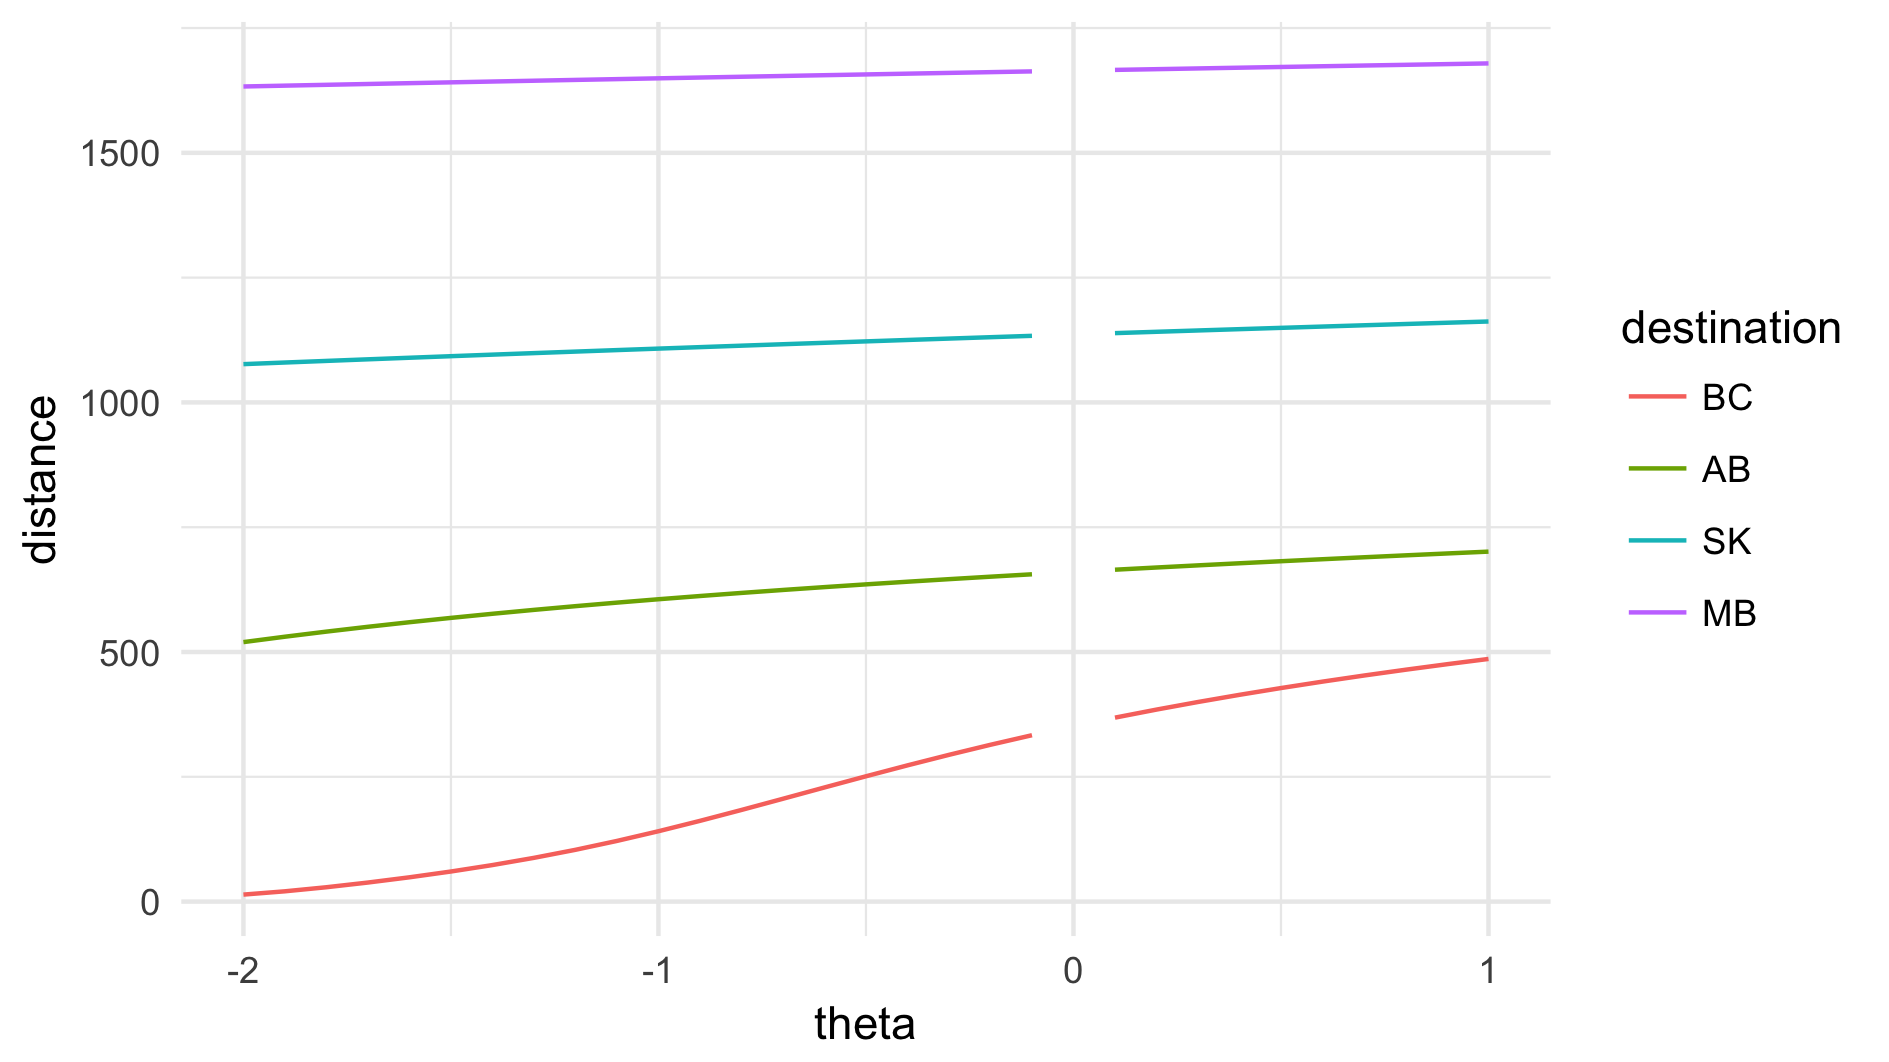 1500
1000
500
0
distance
-2
-1
0
1
theta
destination
BC
AB
SK
MB